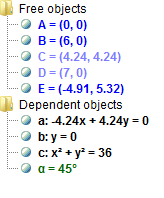 Free objects
A = (0, 0)
B = (6, 0)
C = (4.24, 4.24)
D = (7, 0)
E = (-4.91, 5.32)
Dependent objects
a: -4.24x + 4.24y = 0
b: y = 0
c: x² + y² = 36
α = 45°